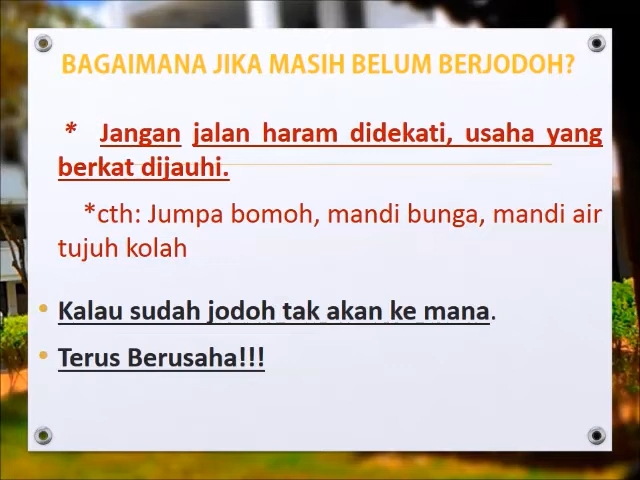 BAGAIMANA JIKA MASIH BELUM BERJODOH?
* Jangan jalan haram didekati, usaha yang
berkat dijauhi.
*cth: Jumpa bomoh, mandi bunga, mandi air
tujuh kolah
• Kalau sudah jodoh tak akan ke mana.
• Terus Berusaha!!!